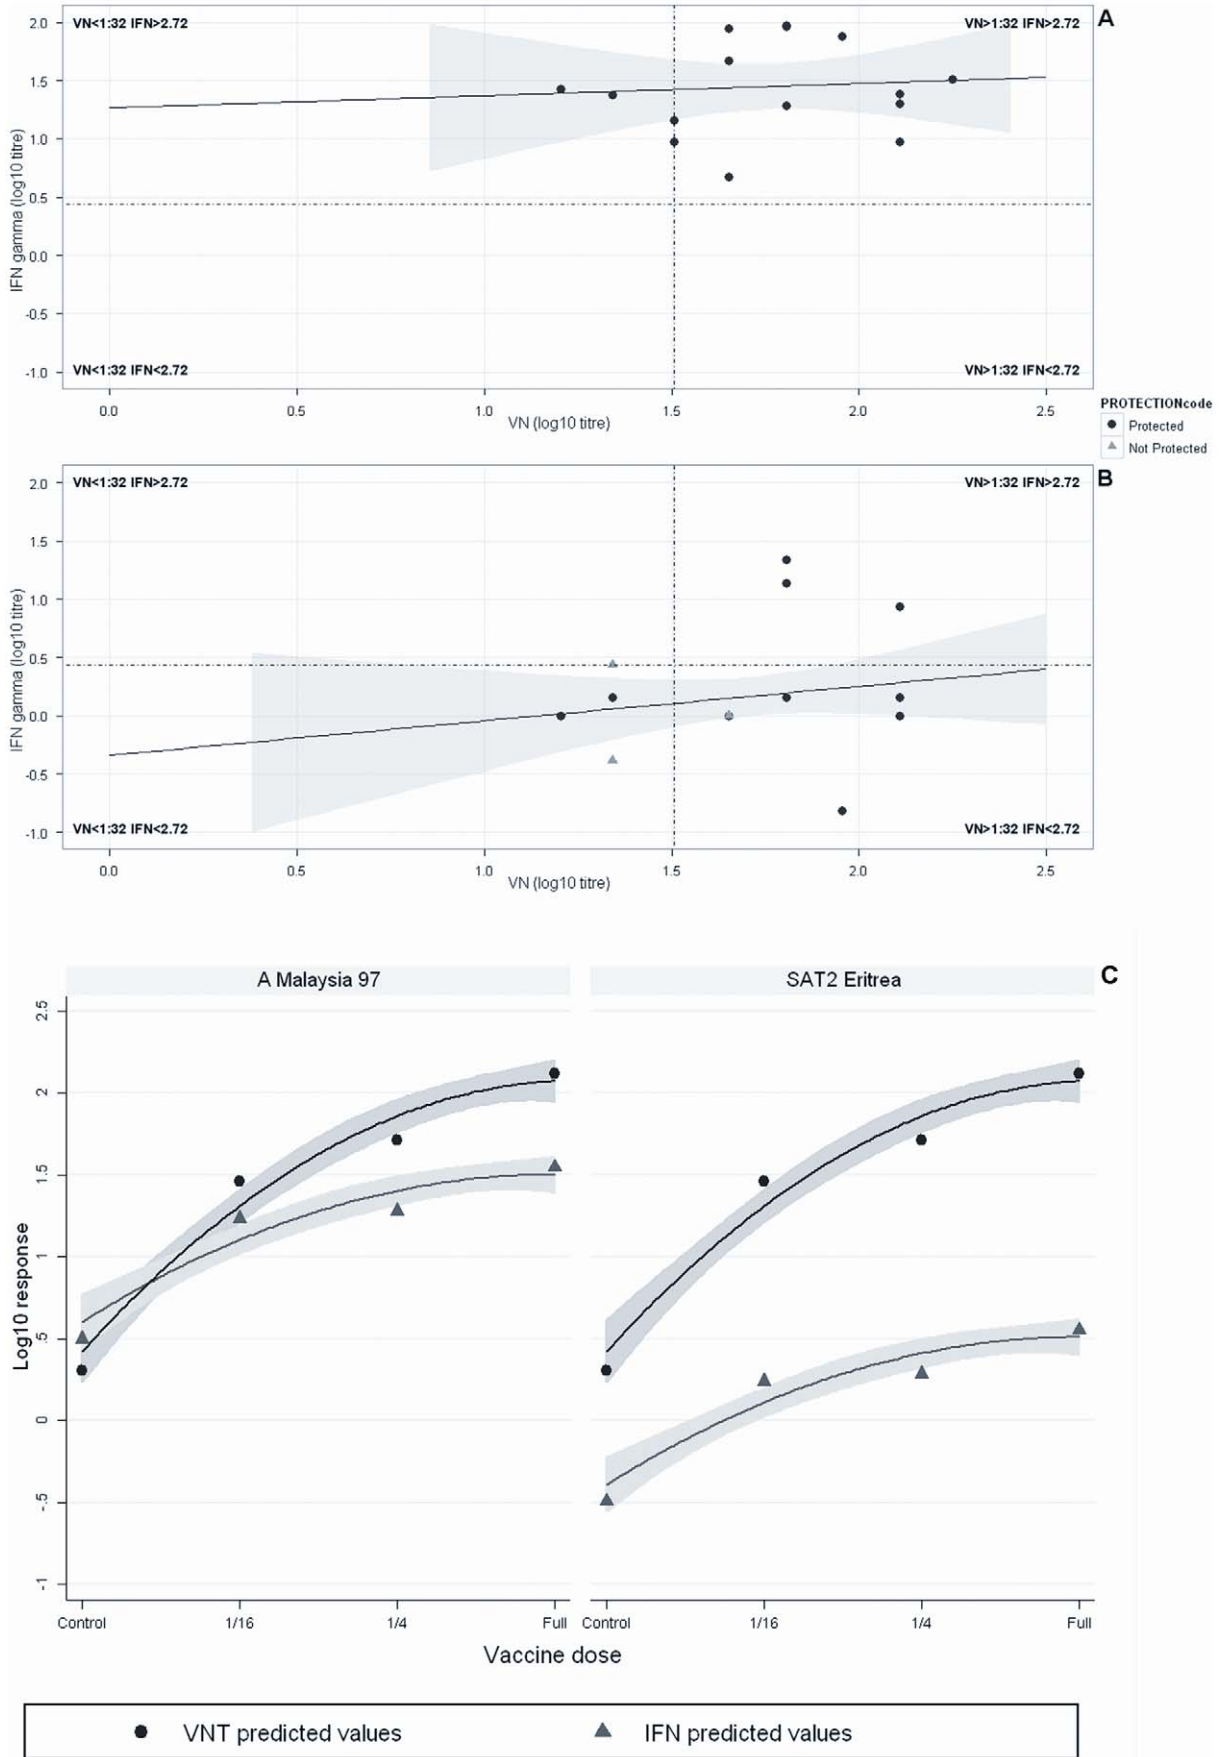 A
VN<1:32 IFN>2.72
VN>1:32 IFN>2.72
2.0
1.5
1.0
0.5
0.0
-0.5
-1.0
IFN gamma (log10 titre)
VN<1:32 IFN<2.72
VN>1:32 IFN<2.72
0.0 0.5 1.0 1.5 2.0 2.5
VN (log10 titre)
PROTECTIONcode
Protected
Not Protected
B
VN<1:32 IFN>2.72
VN>1:32 IFN>2.72
2.0
1.5
1.0
0.5
0.0
-0.5
-1.0
IFN gamma (log10 titre)
VN<1:32 IFN<2.72
VN>1:32 IFN<2.72
0.0 0.5 1.0 1.5 2.0 2.5
VN (log10 titre)
A Malaysia 97
SAT2 Eritrea
C
2.5
2
1.5
1
.5
0
-.5
-1
Log10 response
Control 1/16 1/4 Full
Control 1/16 1/4 Full
Vaccine dose
VNT predicted values
IFN predicted values